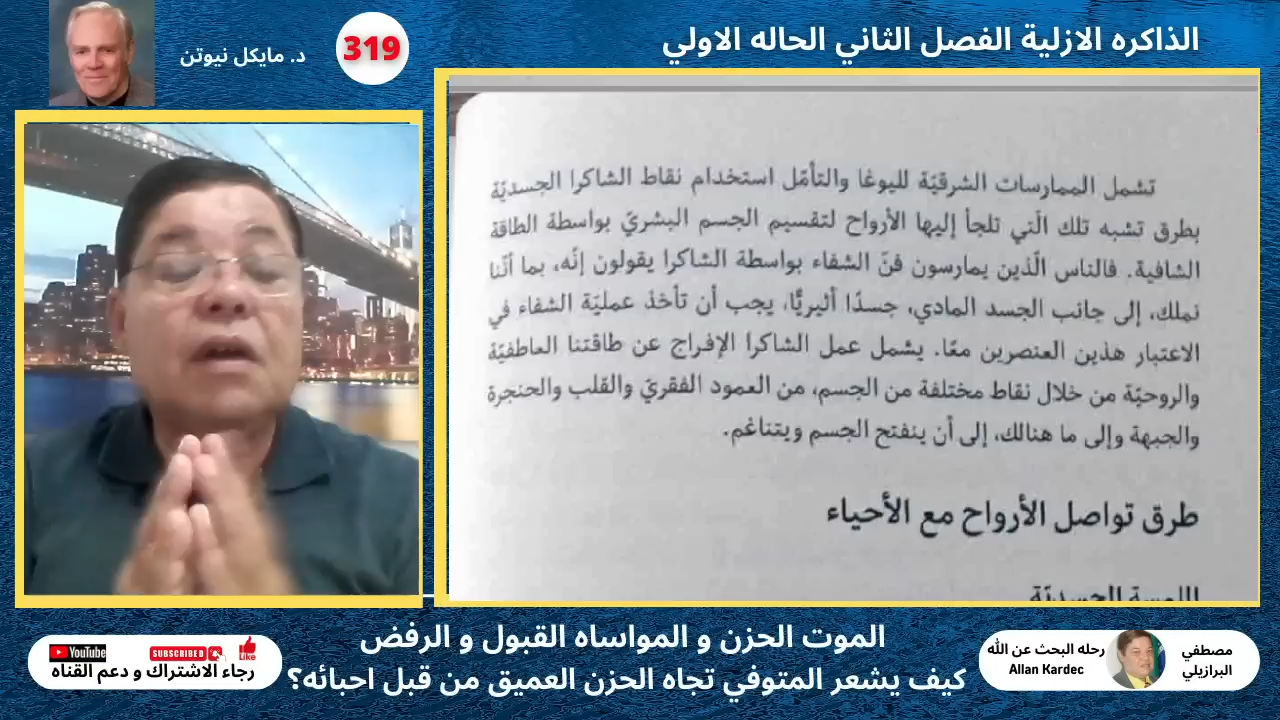 الذاكره الازلية الفصل الثاني الحاله الاولي
319
د. مايكل نيوتن
تشمل الممارسات الشرقيّة لليوغا والتأمّل استخدام نقاط الشاكرا الجسديّة
بطرق تشبه تلك الّتي تلجأ إليها الأرواح لتقسيم الجسم البشريّ بواسطة الطاقة
الشافية. فالناس الّذين يمارسون فنّ الشفاء بواسطة الشاكرا يقولون إنّه، بما أنّنا
نملك، إلى جانب الجسد المادي، جسدًا أثيريًّا، يجب أن تأخذ عمليّة الشفاء في
الاعتبار هذين العنصرين معًا. يشمل عمل الشاكرا الإفراج عن طاقتنا العاطفيّة
والروحيّة من خلال نقاط مختلفة من الجسم، من العمود الفقريّ والقلب والحنجرة
والجبهة وإلى ما هنالك، إلى أن ينفتح الجسم ويتناغم.
طرق تواصل الأرواح مع الأحياء
اللمسة الجسديّة
الموت الحزن و المواساه القبول و الرفض
كيف يشعر المتوفي تجاه الحزن العميق من قبل احبائه؟
مصطفي
البرازيلي
رحله البحث عن الله
Allan Kardec
YouTube
SUBSCRIBED
Like
رجاء الاشتراك و دعم القناه